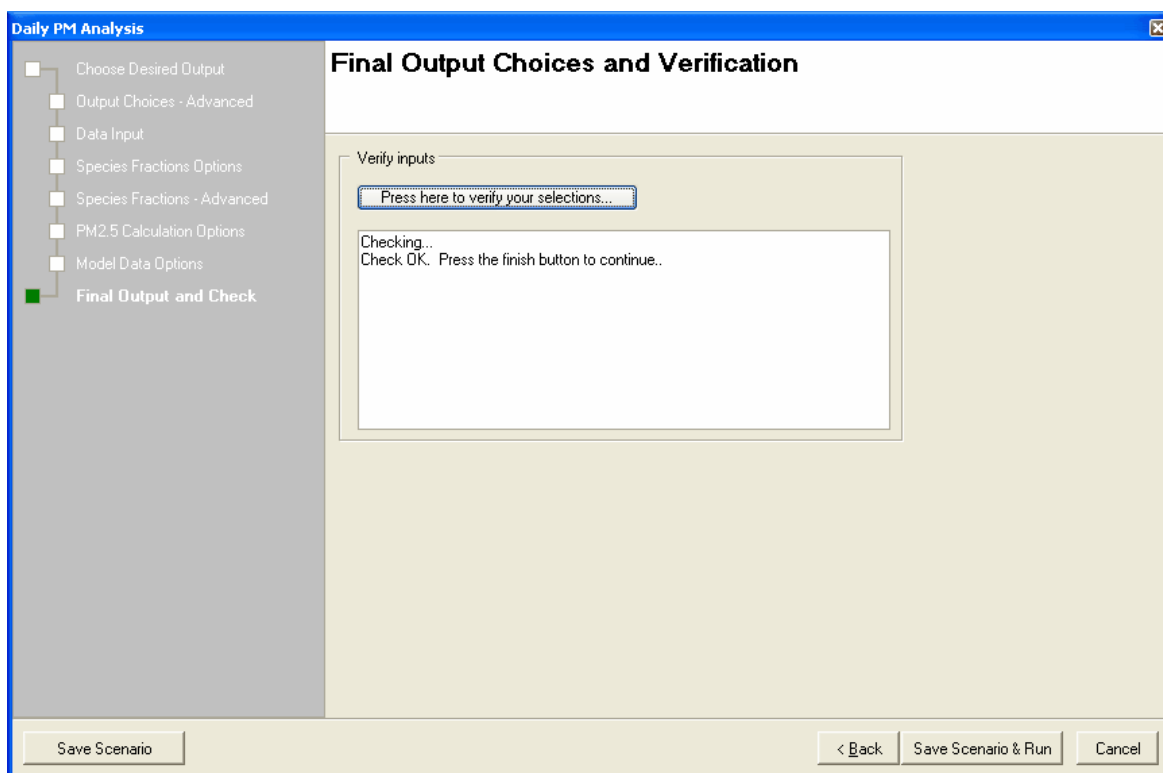 Daily PM Analysis
Choose Desired Output
Output Choices - Advanced
Data Input
Species Fractions Options
Species Fractions - Advanced
PM2.5 Calculation Options
Model Data Options
Final Output and Check
Final Output Choices and Verification
Verify inputs
Press here to verify your selections...
Checking...
Check OK.  Press the finish button to continue..
Save Scenario
< Back
Save Scenario & Run
Cancel